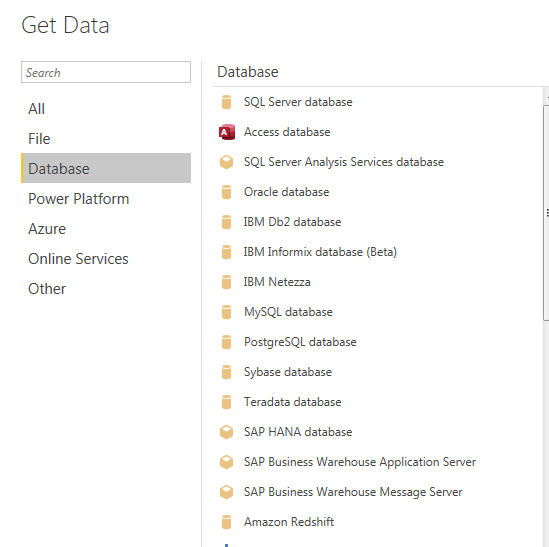 Get Data
Search
All
File
Database
Power Platform
Azure
Online Services
Other
Database
SQL Server database
Access database
SQL Server Analysis Services database
Oracle database
IBM Db2 database
IBM Informix database (Beta)
IBM Netezza
MySQL database
PostgreSQL database
Sybase database
Teradata database
SAP HANA database
SAP Business Warehouse Application Server
SAP Business Warehouse Message Server
Amazon Redshift